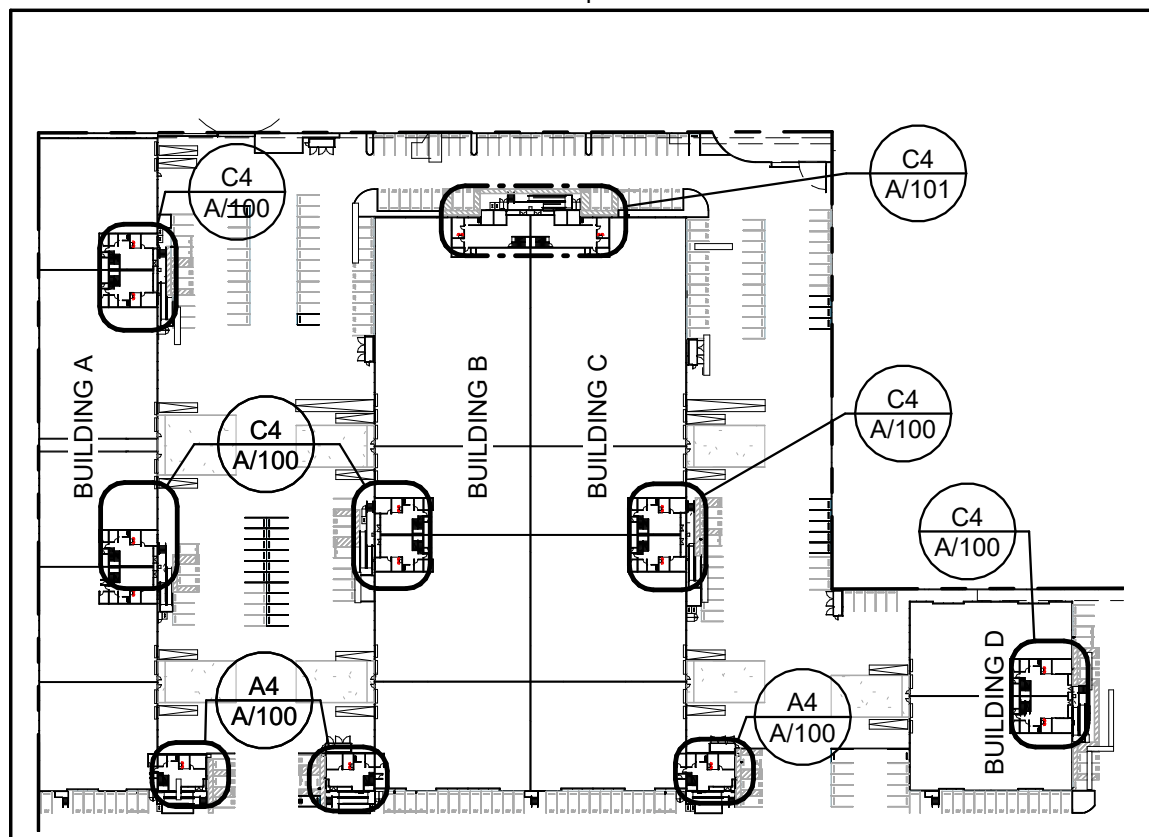 C4
A/101
C4
A/100
BUILDING A
BUILDING B
BUILDING C
C4
A/100
C4
A/100
C4
A/100
BUILDING D
A4
A/100
A4
A/100